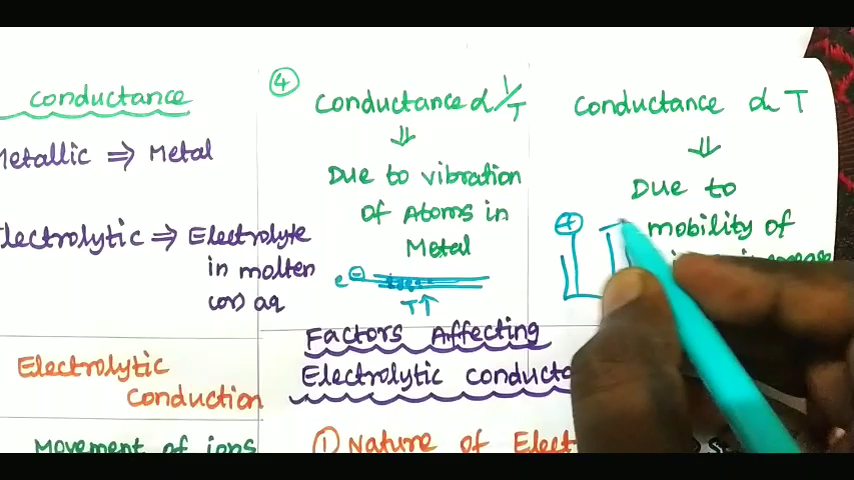 conductance
Metallic ⇒ Metal
Electrolytic ⇒ Electrolyte
in molten
(or) aq
Electrolytic
Conduction
Movement of ions
④
Conductance α 1/T
⇓
Due to vibration
of Atoms in
Metal
e⊖
T↑
Conductance α T
⇓
Due to
mobility of
⊕
Factors Affecting
Electrolytic conducta
① Nature of Elect